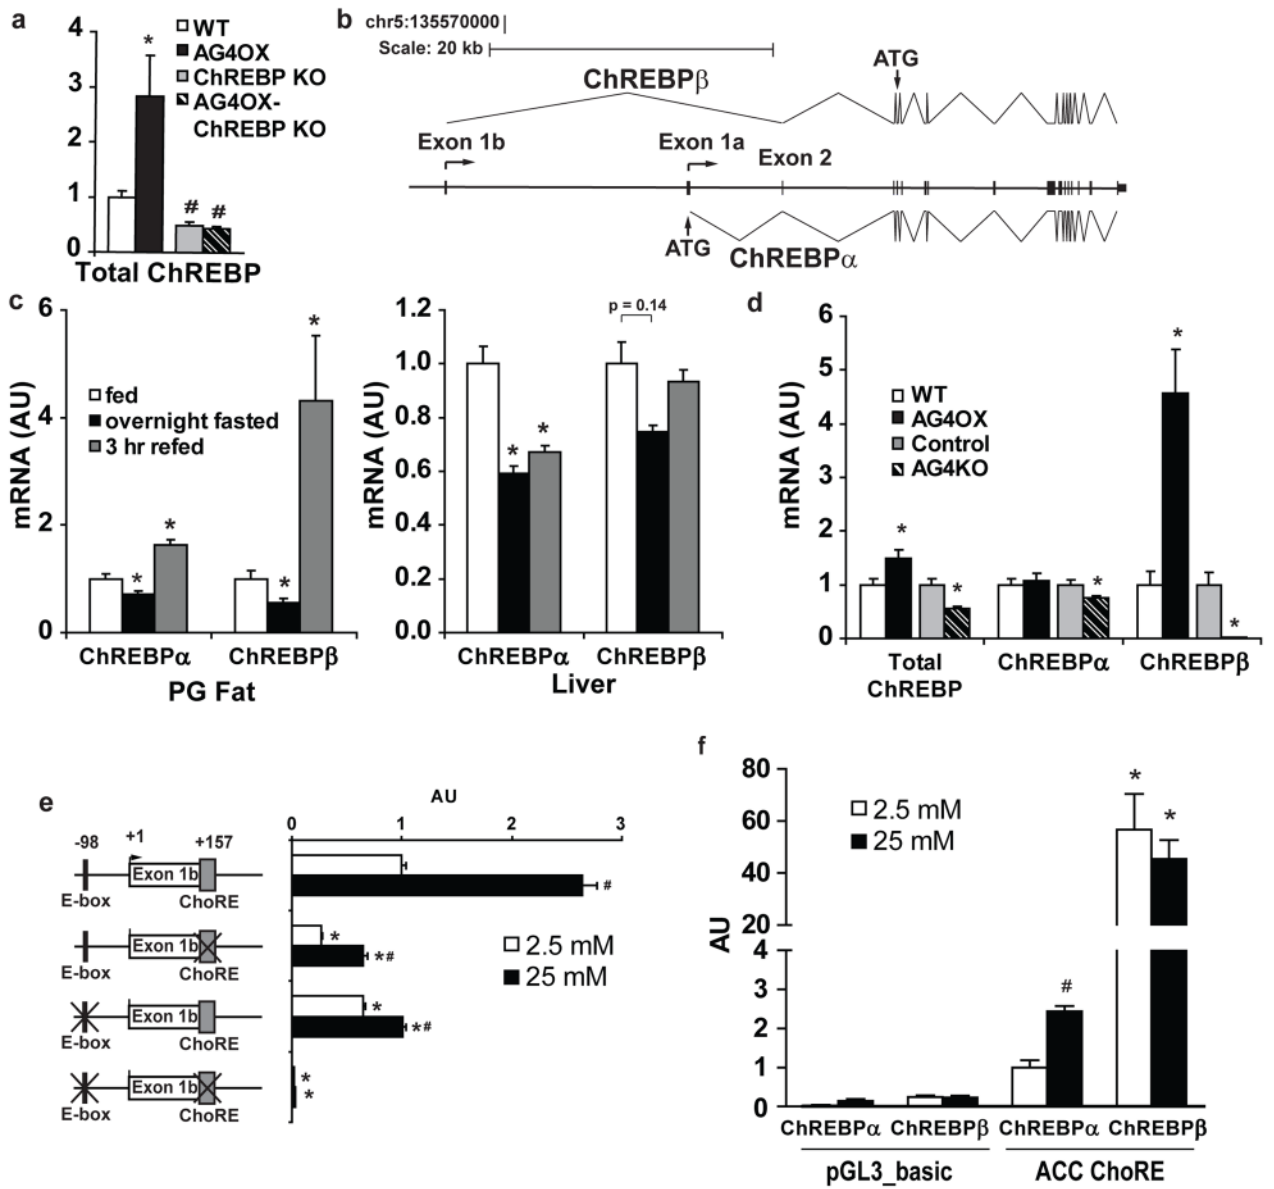 a
4
3
2
1
0
*
# #
WT
AG4OX
ChREBP KO
AG4OX-
ChREBP KO
Total ChREBP
b
chr5:135570000|
Scale: 20 kb
ChREBPβ
ATG
Exon 1b
Exon 1a
Exon 2
ATG
ChREBPα
c
mRNA (AU)
6
4
2
0
fed
overnight fasted
3 hr refed
* * * *
ChREBPα ChREBPβ
PG Fat
mRNA (AU)
1.2
1.0
0.8
0.6
0.4
0.2
0.0
p = 0.14
* *
ChREBPα ChREBPβ
Liver
d
mRNA (AU)
6
5
4
3
2
1
0
WT
AG4OX
Control
AG4KO
* * * * *
Total
ChREBP
ChREBPα
ChREBPβ
e
AU
0 1 2 3
-98 +1 +157
Exon 1b
E-box ChoRE
#
Exon 1b
E-box ChoRE
*
*#
Exon 1b
E-box ChoRE
*
*#
Exon 1b
E-box ChoRE
*
*
2.5 mM
25 mM
f
AU
80
60
40
20
4
3
2
1
0
2.5 mM
25 mM
# * *
ChREBPα ChREBPβ ChREBPα ChREBPβ
pGL3_basic ACC ChoRE